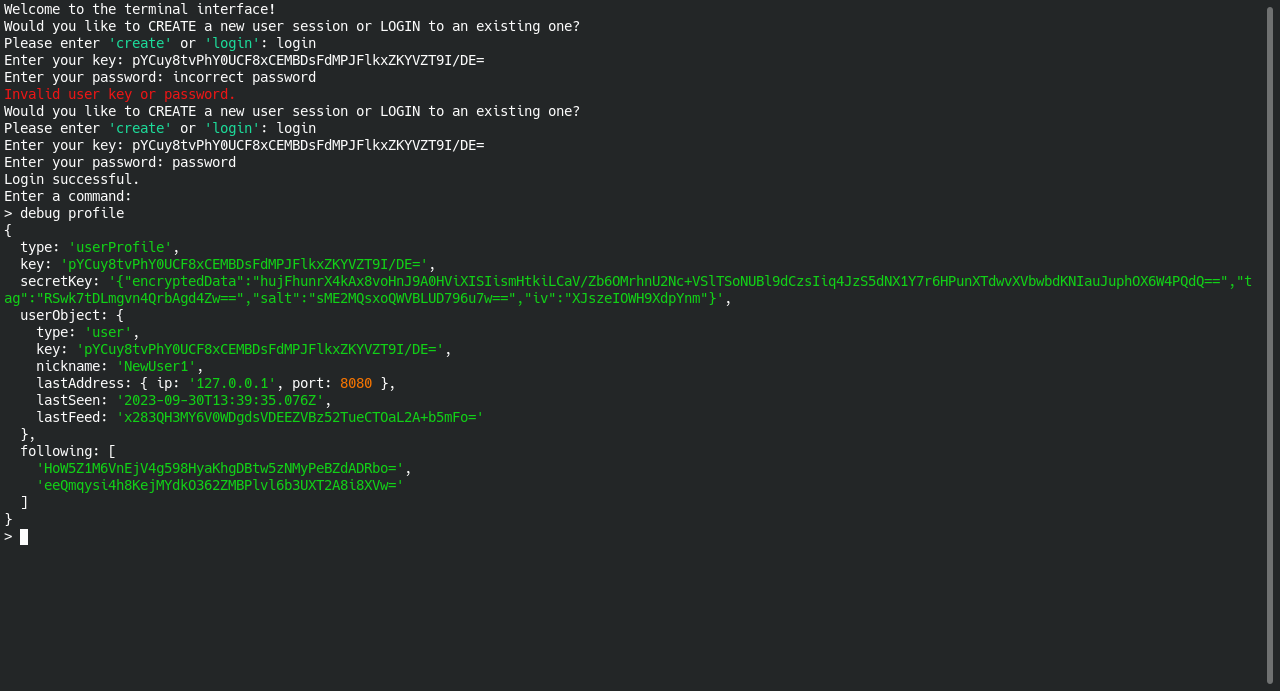 Welcome to the terminal interface!
Would you like to CREATE a new user session or LOGIN to an existing one?
Please enter 'create' or 'login': login
Enter your key: pYCuy8tvPhY0UCF8xCEMBDsFdMPJFlkxZKYVZT9I/DE=
Enter your password: incorrect password
Invalid user key or password.
Would you like to CREATE a new user session or LOGIN to an existing one?
Please enter 'create' or 'login': login
Enter your key: pYCuy8tvPhY0UCF8xCEMBDsFdMPJFlkxZKYVZT9I/DE=
Enter your password: password
Login successful.
Enter a command:
> debug profile
{
  type: 'userProfile',
  key: 'pYCuy8tvPhY0UCF8xCEMBDsFdMPJFlkxZKYVZT9I/DE=',
  secretKey: '{"encryptedData":"hujFhunrX4kAx8voHnJ9A0HViXISIismHtkiLCaV/Zb6OMrhnU2Nc+VSlTSoNUBl9dCzsIiq4JzS5dNX1Y7r6HPunXTdwvXVbwbdKNIauJuphOX6W4PQdQ==","t
ag":"RSwk7tDLmgvn4QrbAgd4Zw==","salt":"sME2MQsxoQWVBLUD796u7w==","iv":"XJszeIOWH9XdpYnm"}',
  userObject: {
    type: 'user',
    key: 'pYCuy8tvPhY0UCF8xCEMBDsFdMPJFlkxZKYVZT9I/DE=',
    nickname: 'NewUser1',
    lastAddress: { ip: '127.0.0.1', port: 8080 },
    lastSeen: '2023-09-30T13:39:35.076Z',
    lastFeed: 'x283QH3MY6V0WDgdsVDEEZVBz52TueCTOaL2A+b5mFo='
  },
  following: [
    'HoW5Z1M6VnEjV4g598HyaKhgDBtw5zNMyPeBZdADRbo=',
    'eeQmqysi4h8KejMYdkO362ZMBPlvl6b3UXT2A8i8XVw='
  ]
}
>